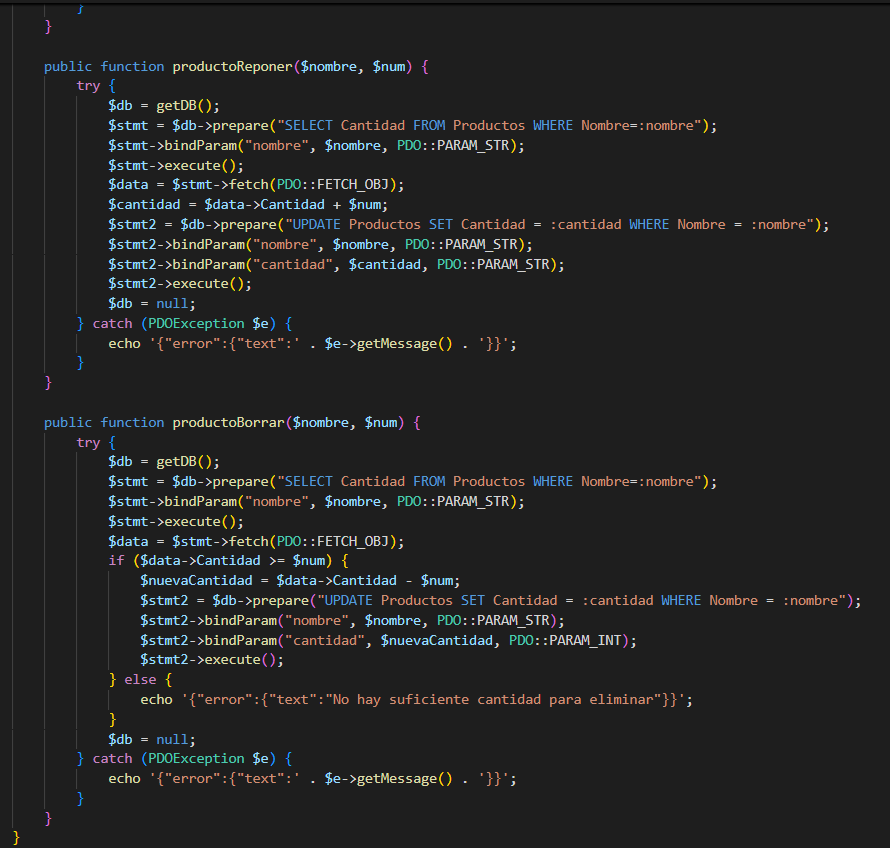 }
}
public function productoReponer($nombre, $num) {
try {
$db = getDB();
$stmt = $db->prepare("SELECT Cantidad FROM Productos WHERE Nombre=:nombre");
$stmt->bindParam("nombre", $nombre, PDO::PARAM_STR);
$stmt->execute();
$data = $stmt->fetch(PDO::FETCH_OBJ);
$cantidad = $data->Cantidad + $num;
$stmt2 = $db->prepare("UPDATE Productos SET Cantidad = :cantidad WHERE Nombre = :nombre");
$stmt2->bindParam("nombre", $nombre, PDO::PARAM_STR);
$stmt2->bindParam("cantidad", $cantidad, PDO::PARAM_STR);
$stmt2->execute();
$db = null;
} catch (PDOException $e) {
echo '{"error":{"text":' . $e->getMessage() . '}}';
}
}
public function productoBorrar($nombre, $num) {
try {
$db = getDB();
$stmt = $db->prepare("SELECT Cantidad FROM Productos WHERE Nombre=:nombre");
$stmt->bindParam("nombre", $nombre, PDO::PARAM_STR);
$stmt->execute();
$data = $stmt->fetch(PDO::FETCH_OBJ);
if ($data->Cantidad >= $num) {
$nuevaCantidad = $data->Cantidad - $num;
$stmt2 = $db->prepare("UPDATE Productos SET Cantidad = :cantidad WHERE Nombre = :nombre");
$stmt2->bindParam("nombre", $nombre, PDO::PARAM_STR);
$stmt2->bindParam("cantidad", $nuevaCantidad, PDO::PARAM_INT);
$stmt2->execute();
} else {
echo '{"error":{"text":"No hay suficiente cantidad para eliminar"}}';
}
$db = null;
} catch (PDOException $e) {
echo '{"error":{"text":' . $e->getMessage() . '}}';
}
}
}